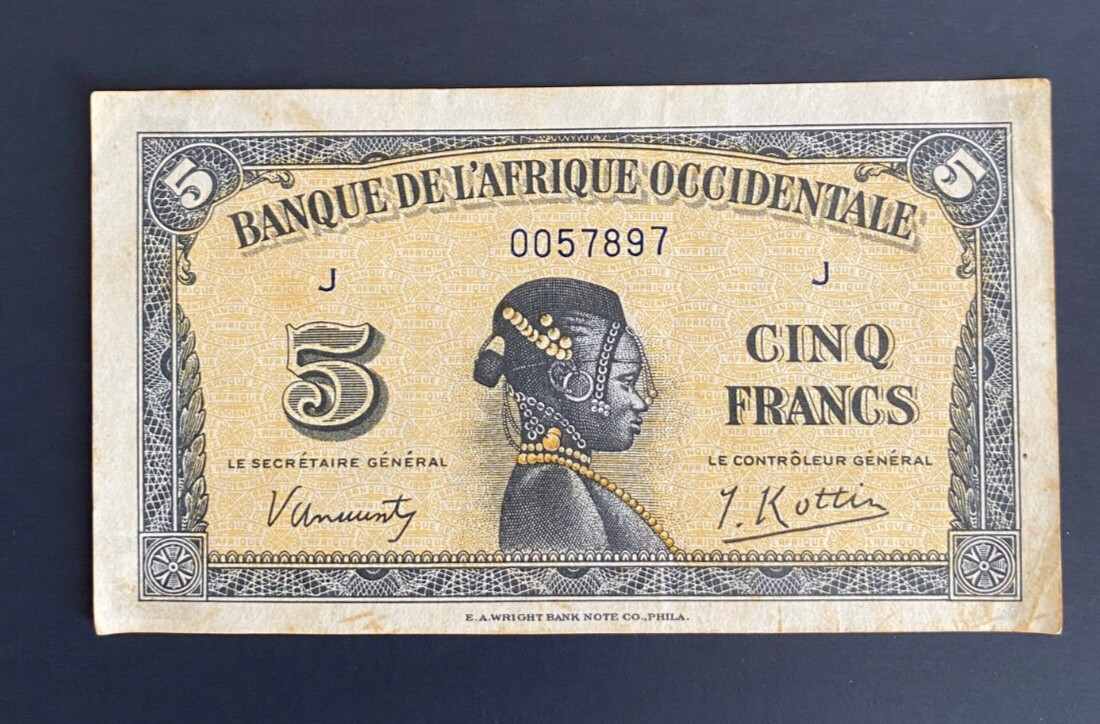 5 5
BANQUE DE L'AFRIQUE OCCIDENTALE
0057897
J J
5
CINQ
FRANCS
LE SECRÉTAIRE GÉNÉRAL
LE CONTRÔLEUR GÉNÉRAL
E.A.WRIGHT BANK NOTE CO.,PHILA.